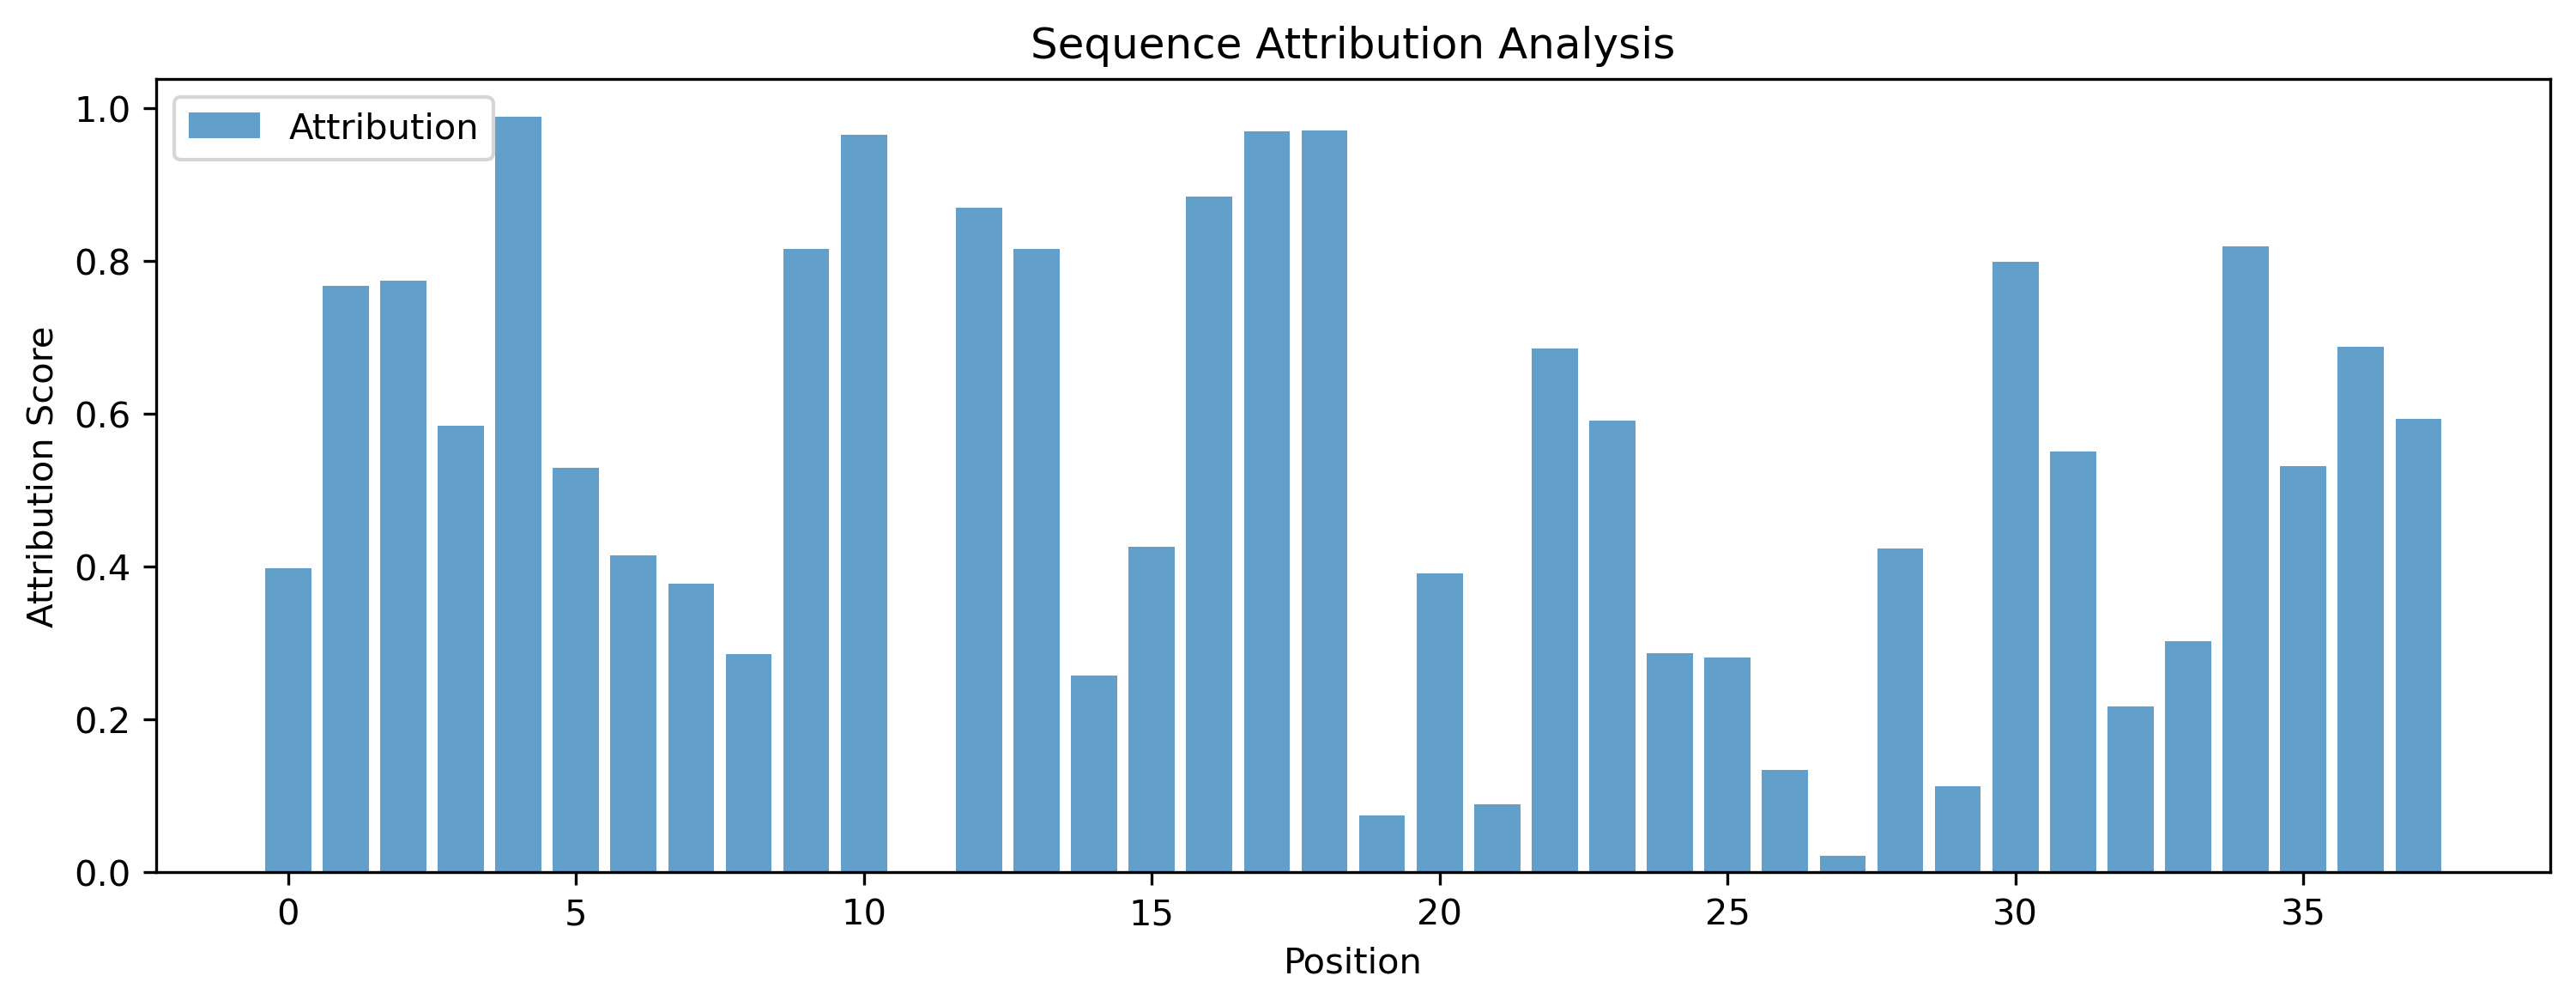 Sequence Attribution Analysis
Attribution
Attribution Score
1.0
0.8
0.6
0.4
0.2
0.0
0 5 10 15 20 25 30 35
Position